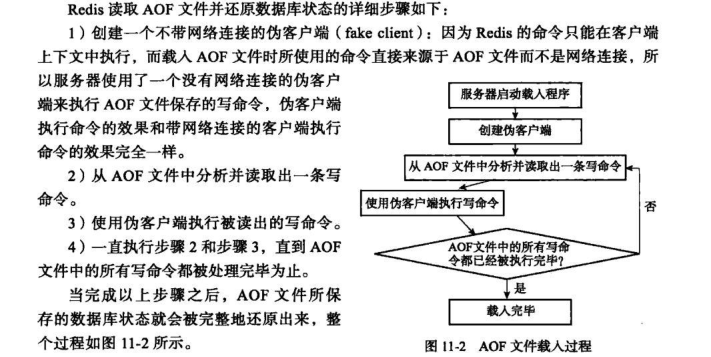 Redis 读取 AOF 文件并还原数据库状态的详细步骤如下：
1）创建一个不带网络连接的伪客户端（fake client）：因为 Redis 的命令只能在客户端
上下文中执行，而载入 AOF 文件时所使用的命令直接来源于 AOF 文件而不是网络连接，所
以服务器使用了一个没有网络连接的伪客户
端来执行 AOF 文件保存的写命令，伪客户端
执行命令的效果和带网络连接的客户端执行
命令的效果完全一样。
2）从 AOF 文件中分析并读取出一条写
命令。
3）使用伪客户端执行被读出的写命令。
4）一直执行步骤 2 和步骤 3，直到 AOF
文件中的所有写命令都被处理完毕为止。
当完成以上步骤之后，AOF 文件所保
存的数据库状态就会被完整地还原出来，整
个过程如图 11-2 所示。
服务器启动载入程序
创建伪客户端
从 AOF 文件中分析并读取出一条写命令
使用伪客户端执行写命令
否
AOF文件中的所有写命
令都已经被执行完毕？
是
载入完毕
图 11-2 AOF 文件载入过程